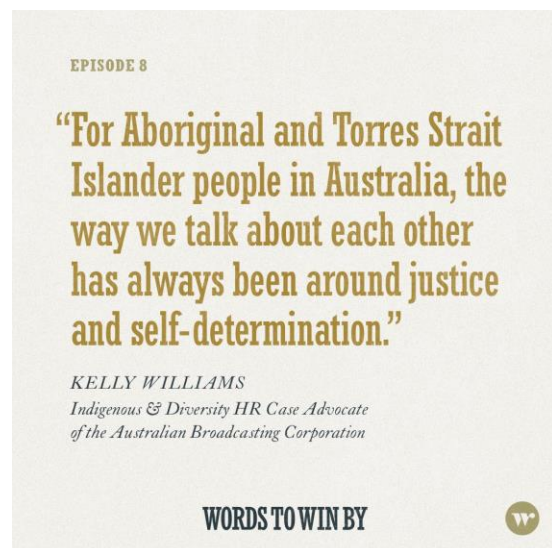 EPISODE 8
“For Aboriginal and Torres Strait
Islander people in Australia, the
way we talk about each other
has always been around justice
and self-determination.”
KELLY WILLIAMS
Indigenous & Diversity HR Case Advocate
of the Australian Broadcasting Corporation
WORDS TO WIN BY
W